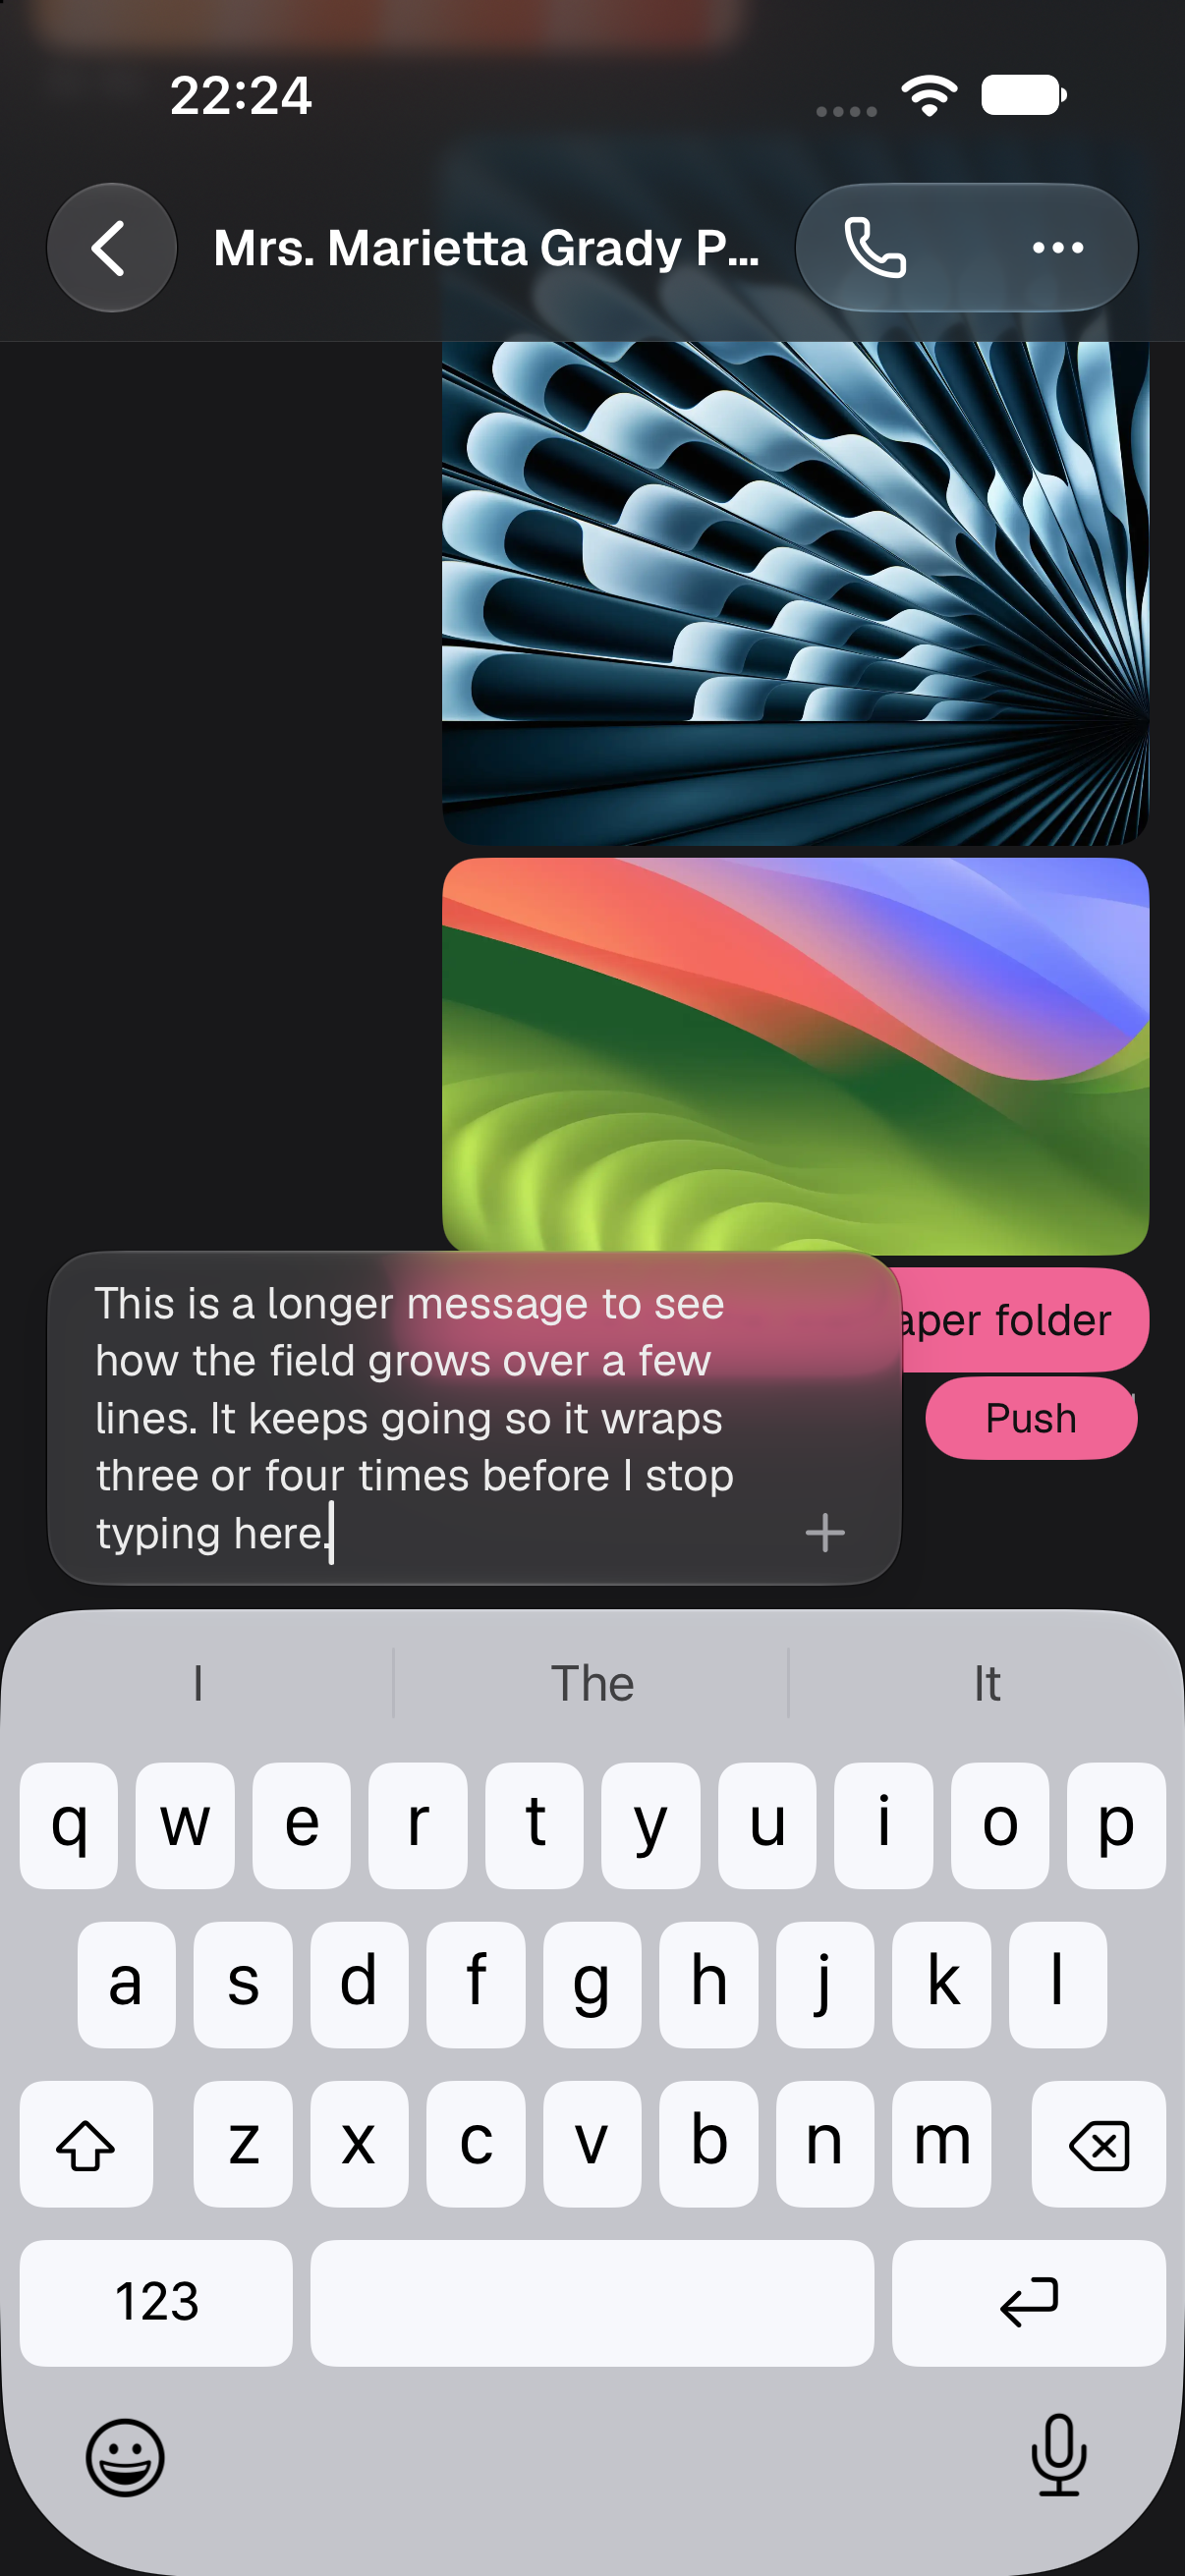 22:24
Mrs. Marietta Grady P...
folder
This is a longer message to see
how the field grows over a few
lines. It keeps going so it wraps
three or four times before I stop
typing here.
Push
I The It
q w e r t y u i o p
a s d f g h j k l
z x c v b n m
123